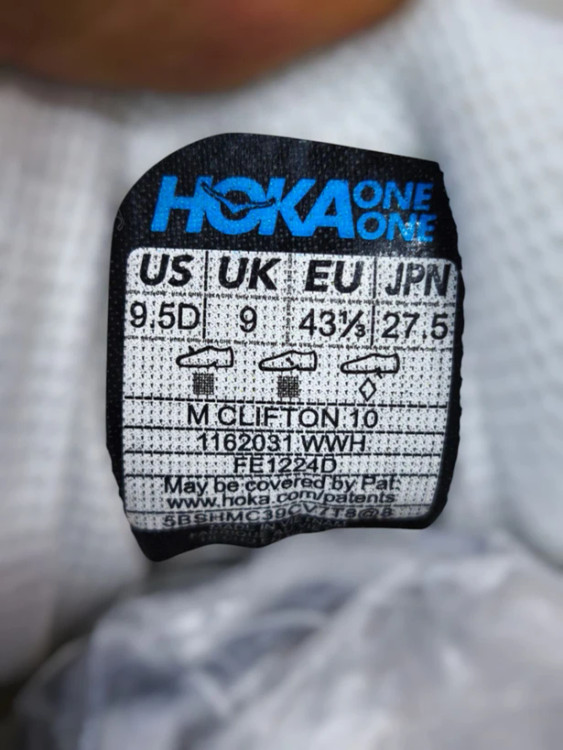 HOKA ONE ONE
US UK EU JPN
9.5D 9 43⅓ 27.5
M CLIFTON 10
1162031 WWH
FE1224D
May be covered by Pat:
www.hoka.com/patents